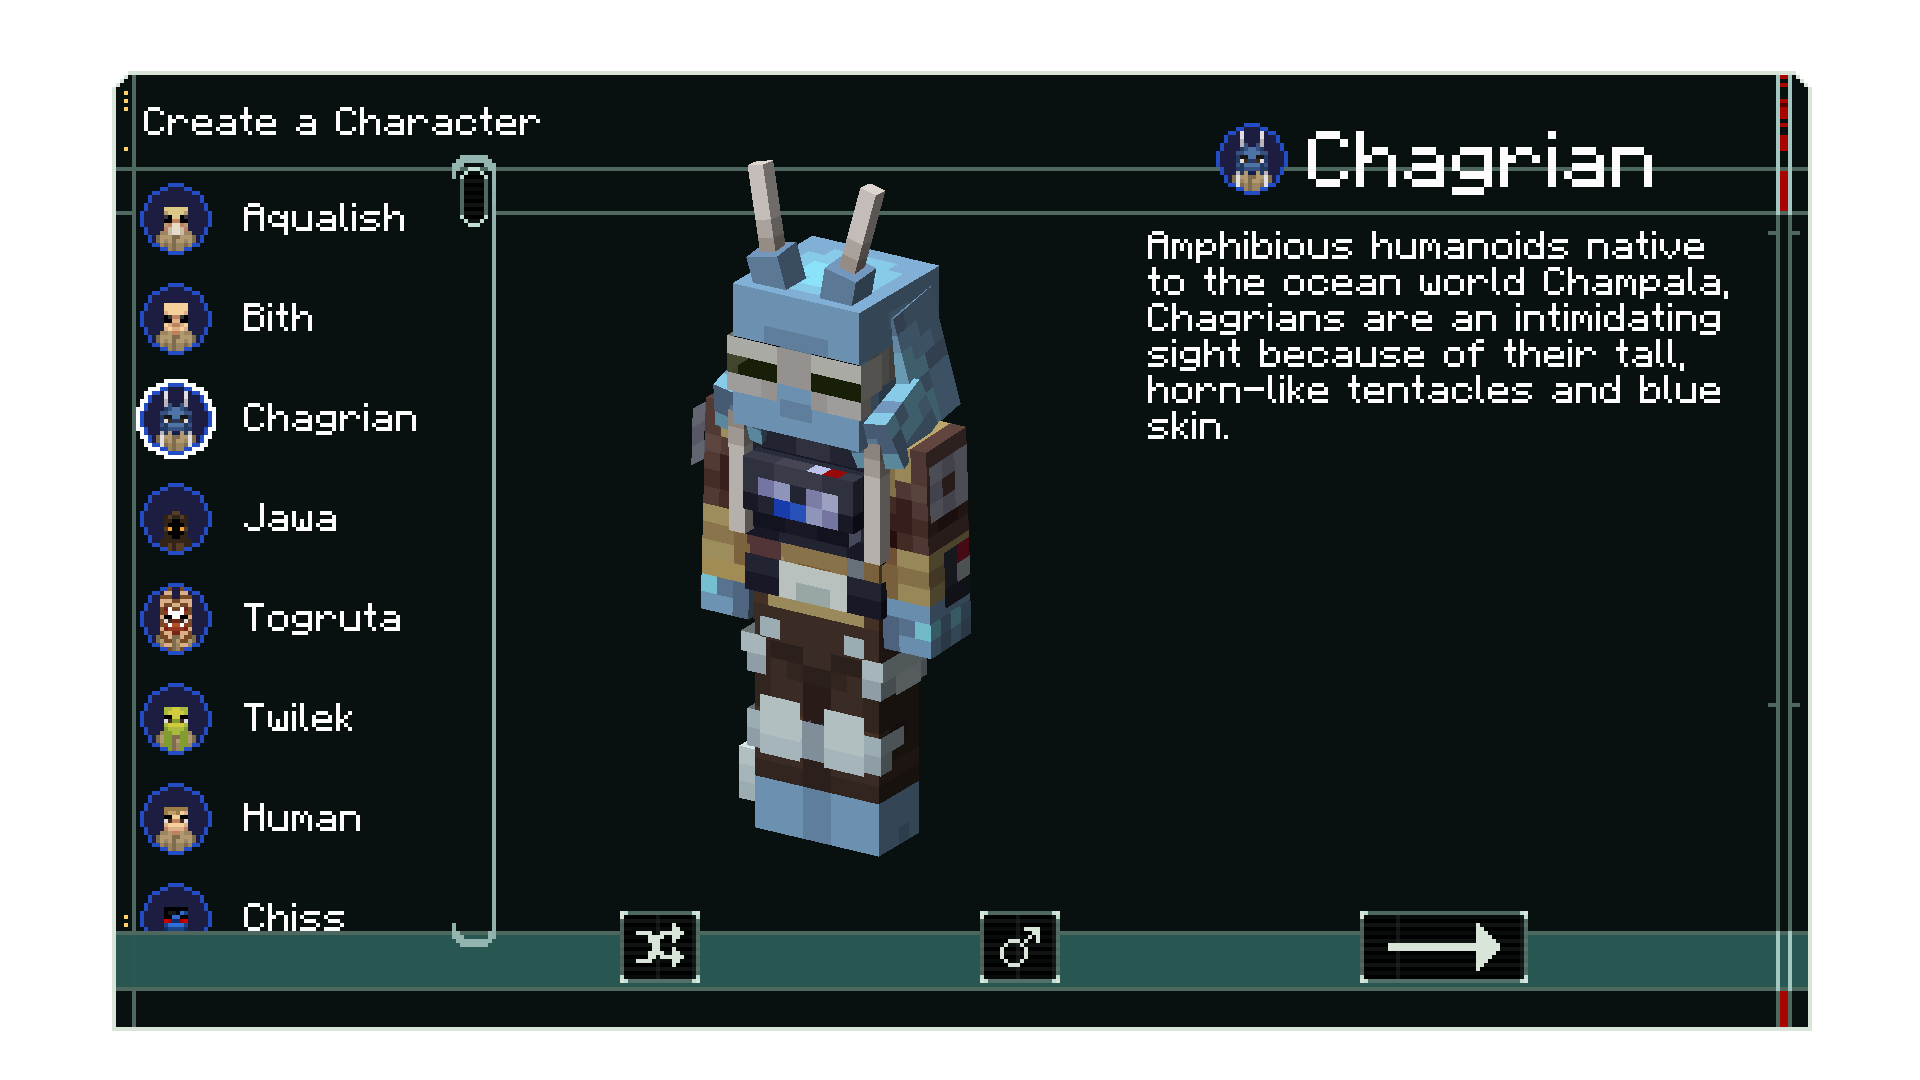 Create a Character
Aqualish
Bith
Chagrian
Jawa
Togruta
Twilek
Human
Chiss
Chagrian
Amphibious humanoids native
to the ocean world Champala,
Chagrians are an intimidating
sight because of their tall,
horn-like tentacles and blue
skin.